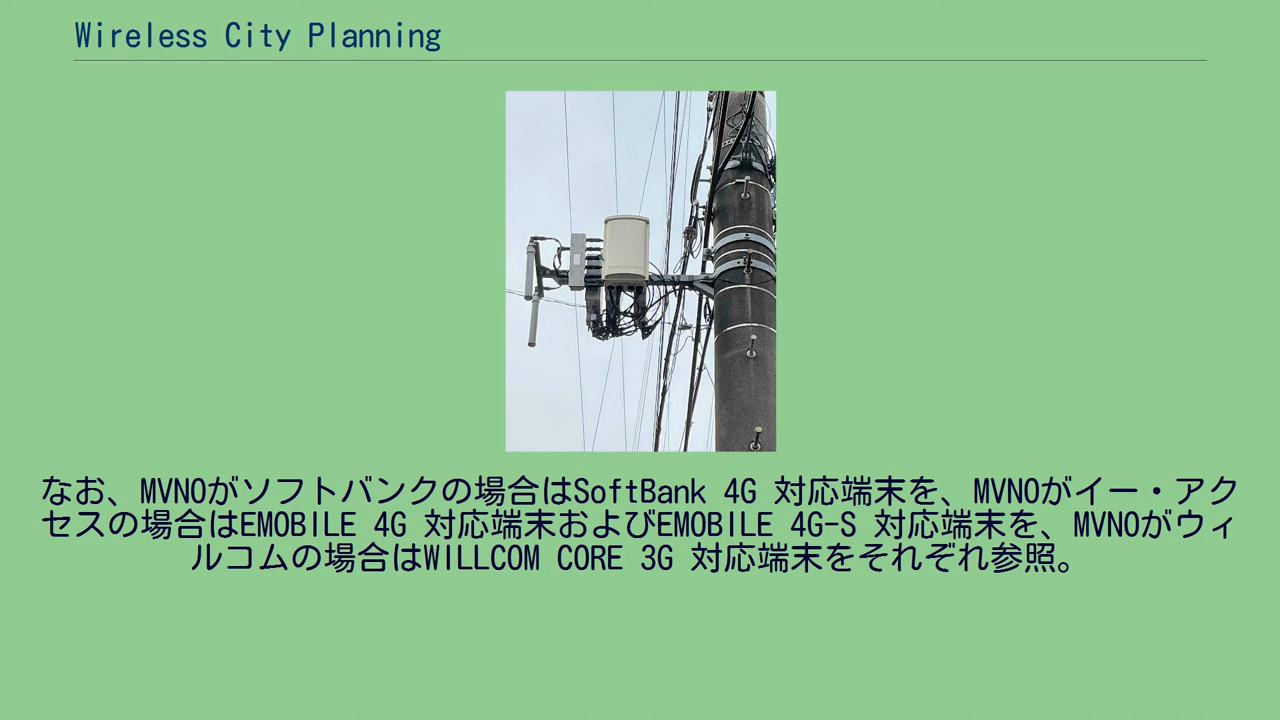 Wireless City Planning
なお、MVNOがソフトバンクの場合はSoftBank 4G 対応端末を、MVNOがイー・アク
セスの場合はEMOBILE 4G 対応端末およびEMOBILE 4G-S 対応端末を、MVNOがウィ
ルコムの場合はWILLCOM CORE 3G 対応端末をそれぞれ参照。